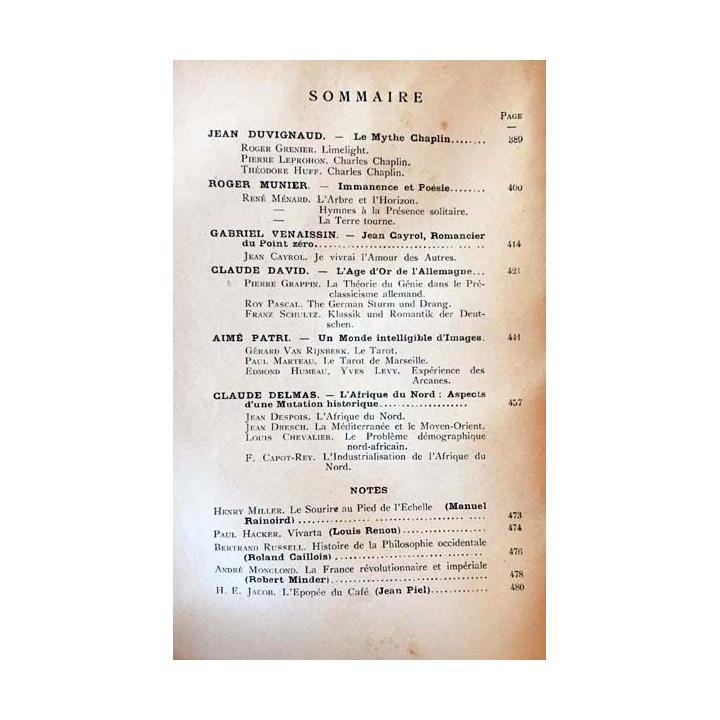 SOMMAIRE
PAGE
JEAN DUVIGNAUD. — Le Mythe Chaplin........ 389
ROGER GRENIER. Limelight.
PIERRE LEPROHON. Charles Chaplin.
THÉODORE HUFF. Charles Chaplin.
ROGER MUNIER. — Immanence et Poésie........ 400
RENÉ MÉNARD. L'Arbre et l'Horizon.
— Hymnes à la Présence solitaire.
— La Terre tourne.
GABRIEL VENAISSIN. — Jean Cayrol, Romancier
du Point zéro................................ 414
JEAN CAYROL. Je vivrai l'Amour des Autres.
CLAUDE DAVID. — L'Age d'Or de l'Allemagne... 421
PIERRE GRAPPIN. La Théorie du Génie dans le Pré-
classicisme allemand.
ROY PASCAL. The German Sturm und Drang.
FRANZ SCHULTZ. Klassik und Romantik der Deut-
schen.
AIMÉ PATRI. — Un Monde intelligible d'Images. 441
GÉRARD VAN RIJNBERK. Le Tarot.
PAUL MARTEAU. Le Tarot de Marseille.
EDMOND HUMEAU, YVES LEVY. Expérience des
Arcanes.
CLAUDE DELMAS. — L'Afrique du Nord : Aspects
d'une Mutation historique.................... 457
JEAN DESPOIS. L'Afrique du Nord.
JEAN DRESCH. La Méditerranée et le Moyen-Orient.
LOUIS CHEVALIER. Le Problème démographique
nord-africain.
F. CAPOT-REY. L'Industrialisation de l'Afrique du
Nord.
NOTES
HENRY MILLER. Le Sourire au Pied de l'Echelle (Manuel
Rainoird) ................................ 473
PAUL HACKER. Vivarta (Louis Renou)................ 474
BERTRAND RUSSELL. Histoire de la Philosophie occidentale
(Roland Caillois) ............................ 476
ANDRÉ MONGLOND. La France révolutionnaire et impériale
(Robert Minder)............................... 478
H. E. JACOB. L'Epopée du Café (Jean Piel)............. 480